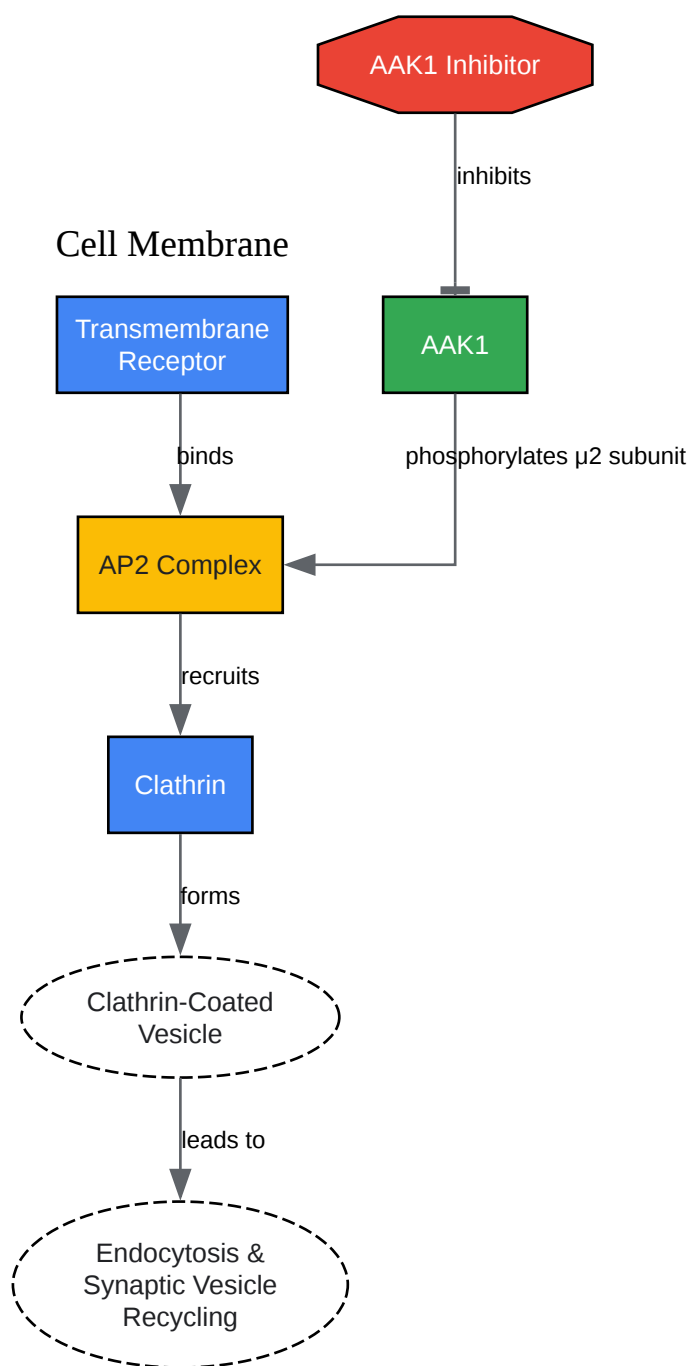 AAK1 Inhibitor
inhibits
Cell Membrane
Transmembrane
Receptor
AAK1
binds
phosphorylates μ2 subunit
AP2 Complex
recruits
Clathrin
forms
Clathrin-Coated
Vesicle
leads to
Endocytosis &
Synaptic Vesicle
Recycling